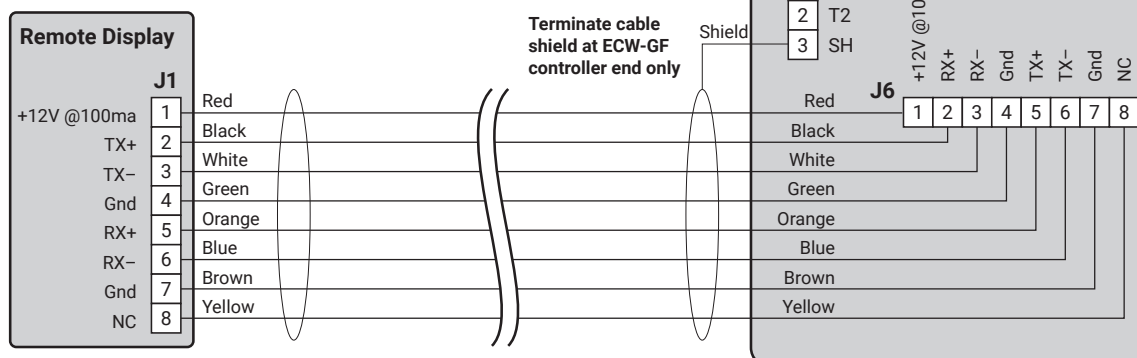 Remote Display
J1
+12V @100ma 1 Red
TX+ 2 Black
TX− 3 White
Gnd 4 Green
RX+ 5 Orange
RX− 6 Blue
Gnd 7 Brown
NC 8 Yellow
Terminate cable
shield at ECW-GF
controller end only
Shield
2 T2
3 SH
J6
+12V @10
RX+
RX−
Gnd
TX+
TX−
Gnd
NC
1 2 3 4 5 6 7 8
Red
Black
White
Green
Orange
Blue
Brown
Yellow